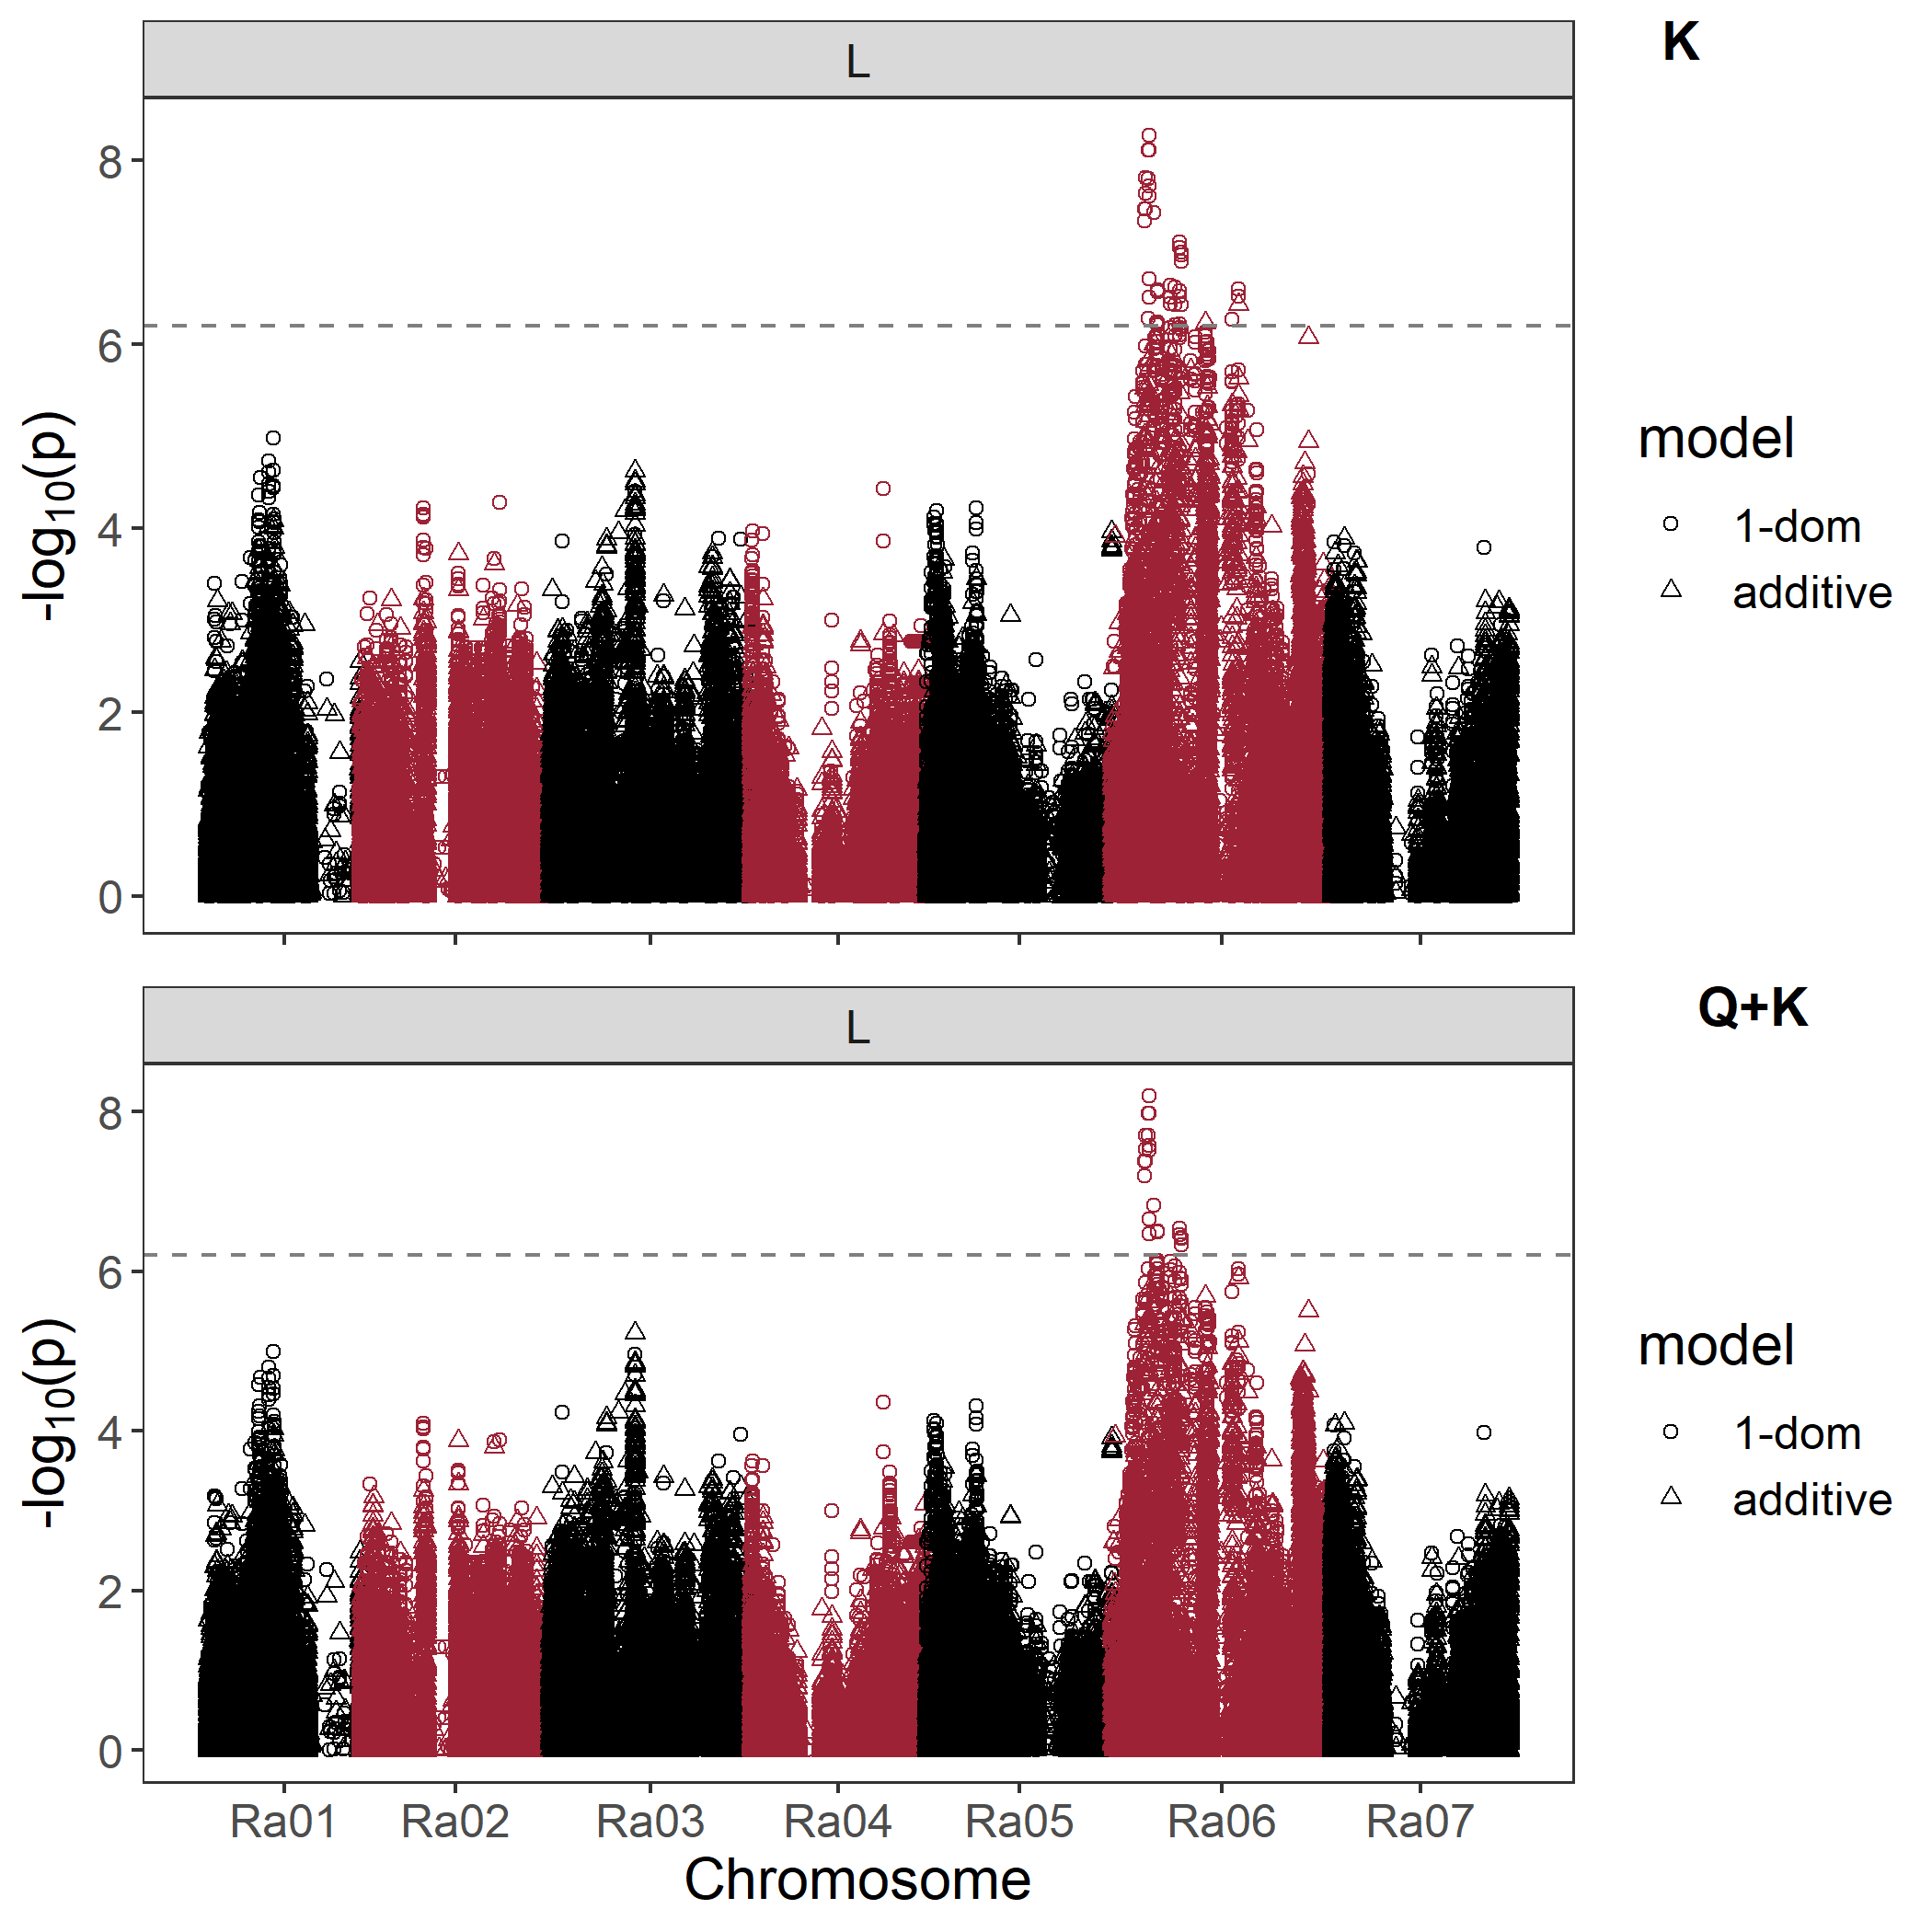 L
K
8
6
4
2
0
-log10(p)
model
1-dom
additive
L
Q+K
8
6
4
2
0
-log10(p)
model
1-dom
additive
Ra01 Ra02 Ra03 Ra04 Ra05 Ra06 Ra07
Chromosome